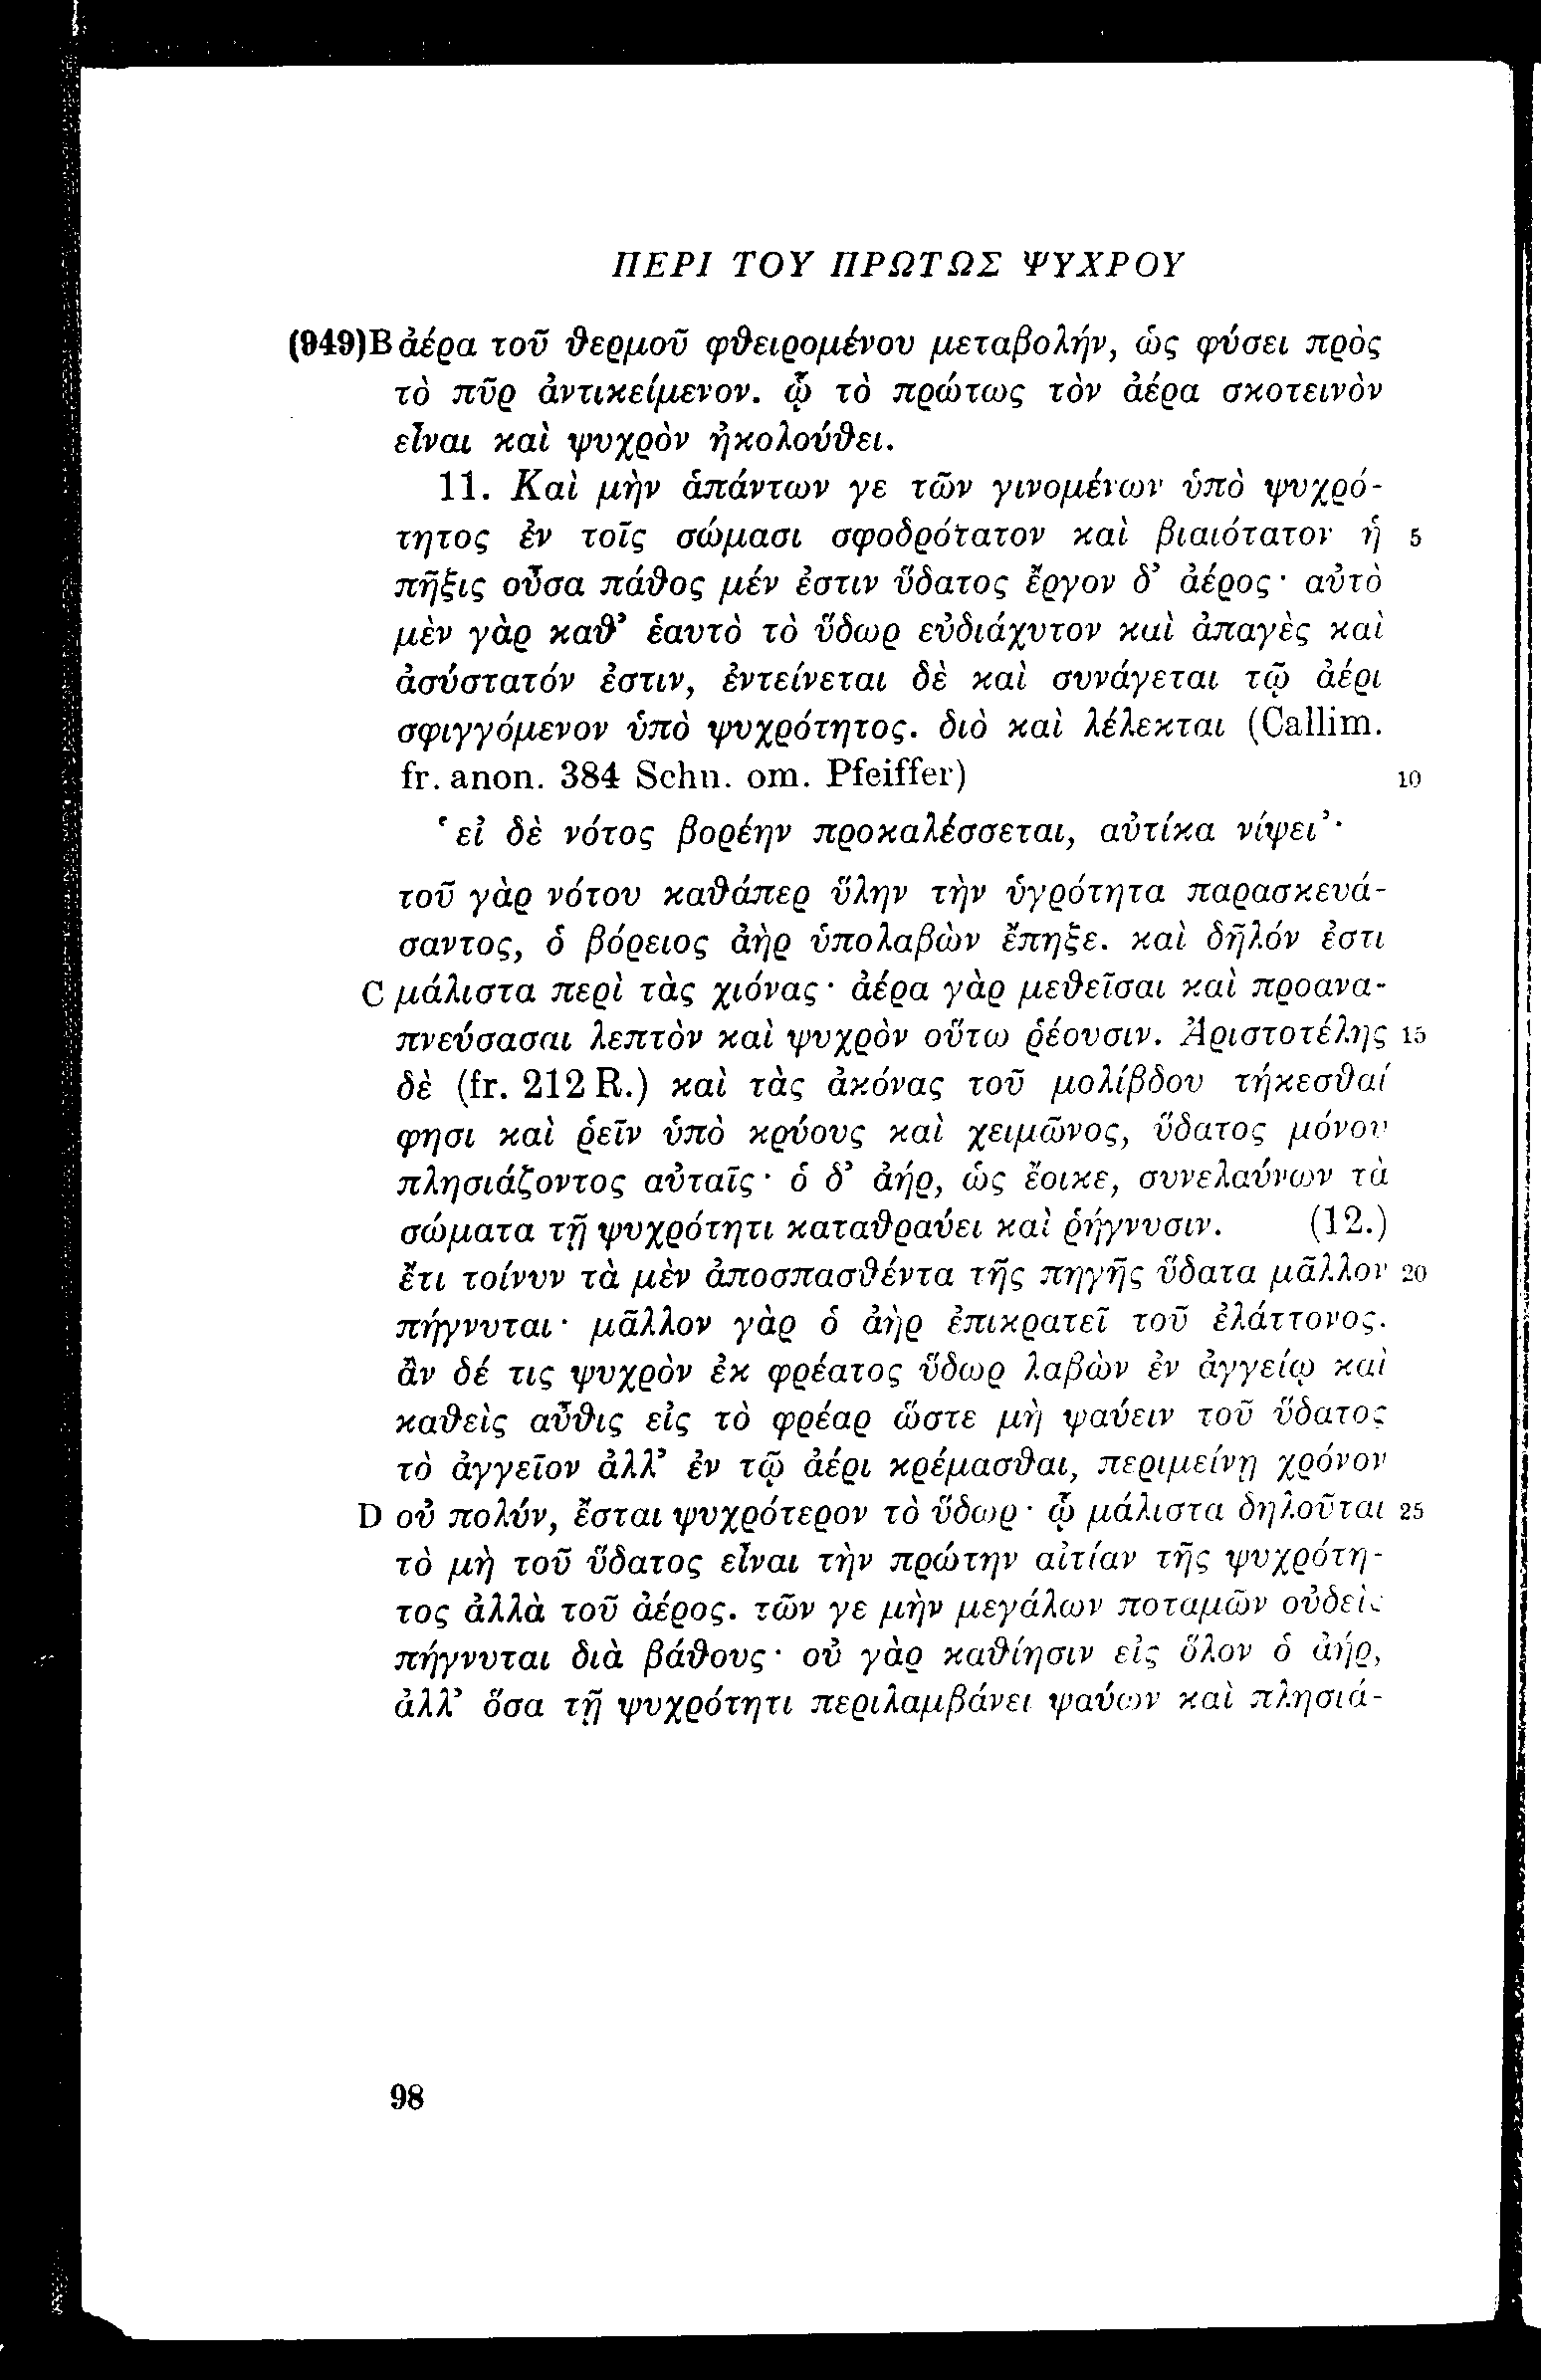 ΠΕΡΙ ΤΟΥ ΠΡΩΤΩΣ ΨΥΧΡΟΥ
(949)B ἀέρα τοῦ θερμοῦ φθειρομένου μεταβολήν, ὡς φύσει πρὸς
τὸ πῦρ ἀντικείμενον. ᾧ τὸ πρώτως τὸν ἀέρα σκοτεινὸν
εἶναι καὶ ψυχρὸν ἠκολούθει.
11. Καὶ μὴν ἁπάντων γε τῶν γινομένων ὑπὸ ψυχρό-
τητος ἐν τοῖς σώμασι σφοδρότατον καὶ βιαιότατον ἡ 5
πῆξις οὖσα πάθος μέν ἐστιν ὕδατος ἔργον δ’ ἀέρος· αὐτὸ
μὲν γὰρ καθ’ ἑαυτὸ τὸ ὕδωρ εὐδιάχυτον καὶ ἀπαγὲς καὶ
ἀσύστατόν ἐστιν, ἐντείνεται δὲ καὶ συνάγεται τῷ ἀέρι
σφιγγόμενον ὑπὸ ψυχρότητος. διὸ καὶ λέλεκται (Callim.
fr. anon. 384 Schn. om. Pfeiffer) 10
‘εἰ δὲ νότος βορέην προκαλέσσεται, αὐτίκα νίψει’·
τοῦ γὰρ νότου καθάπερ ὕλην τὴν ὑγρότητα παρασκευά-
σαντος, ὁ βόρειος ἀὴρ ὑπολαβὼν ἔπηξε. καὶ δῆλόν ἐστι
C μάλιστα περὶ τὰς χιόνας· ἀέρα γὰρ μεθεῖσαι καὶ προανα-
πνεύσασαι λεπτὸν καὶ ψυχρὸν οὕτω ῥέουσιν. Ἀριστοτέλης 15
δὲ (fr. 212 R.) καὶ τὰς ἀκόνας τοῦ μολίβδου τήκεσθαί
φησι καὶ ῥεῖν ὑπὸ κρύους καὶ χειμῶνος, ὕδατος μόνου
πλησιάζοντος αὐταῖς· ὁ δ’ ἀήρ, ὡς ἔοικε, συνελαύνων τὰ
σώματα τῇ ψυχρότητι καταθραύει καὶ ῥήγνυσιν. (12.)
ἔτι τοίνυν τὰ μὲν ἀποσπασθέντα τῆς πηγῆς ὕδατα μᾶλλον 20
πήγνυται· μᾶλλον γὰρ ὁ ἀὴρ ἐπικρατεῖ τοῦ ἐλάττονος.
ἂν δέ τις ψυχρὸν ἐκ φρέατος ὕδωρ λαβὼν ἐν ἀγγείῳ καὶ
καθεὶς αὖθις εἰς τὸ φρέαρ ὥστε μὴ ψαύειν τοῦ ὕδατος
τὸ ἀγγεῖον ἀλλ’ ἐν τῷ ἀέρι κρέμασθαι, περιμείνῃ χρόνον
D οὐ πολύν, ἔσται ψυχρότερον τὸ ὕδωρ· ᾧ μάλιστα δηλοῦται 25
τὸ μὴ τοῦ ὕδατος εἶναι τὴν πρώτην αἰτίαν τῆς ψυχρότη-
τος ἀλλὰ τοῦ ἀέρος. τῶν γε μὴν μεγάλων ποταμῶν οὐδεὶς
πήγνυται διὰ βάθους· οὐ γὰρ καθίησιν εἰς ὅλον ὁ ἀήρ,
ἀλλ’ ὅσα τῇ ψυχρότητι περιλαμβάνει ψαύων καὶ πλησιά-
98